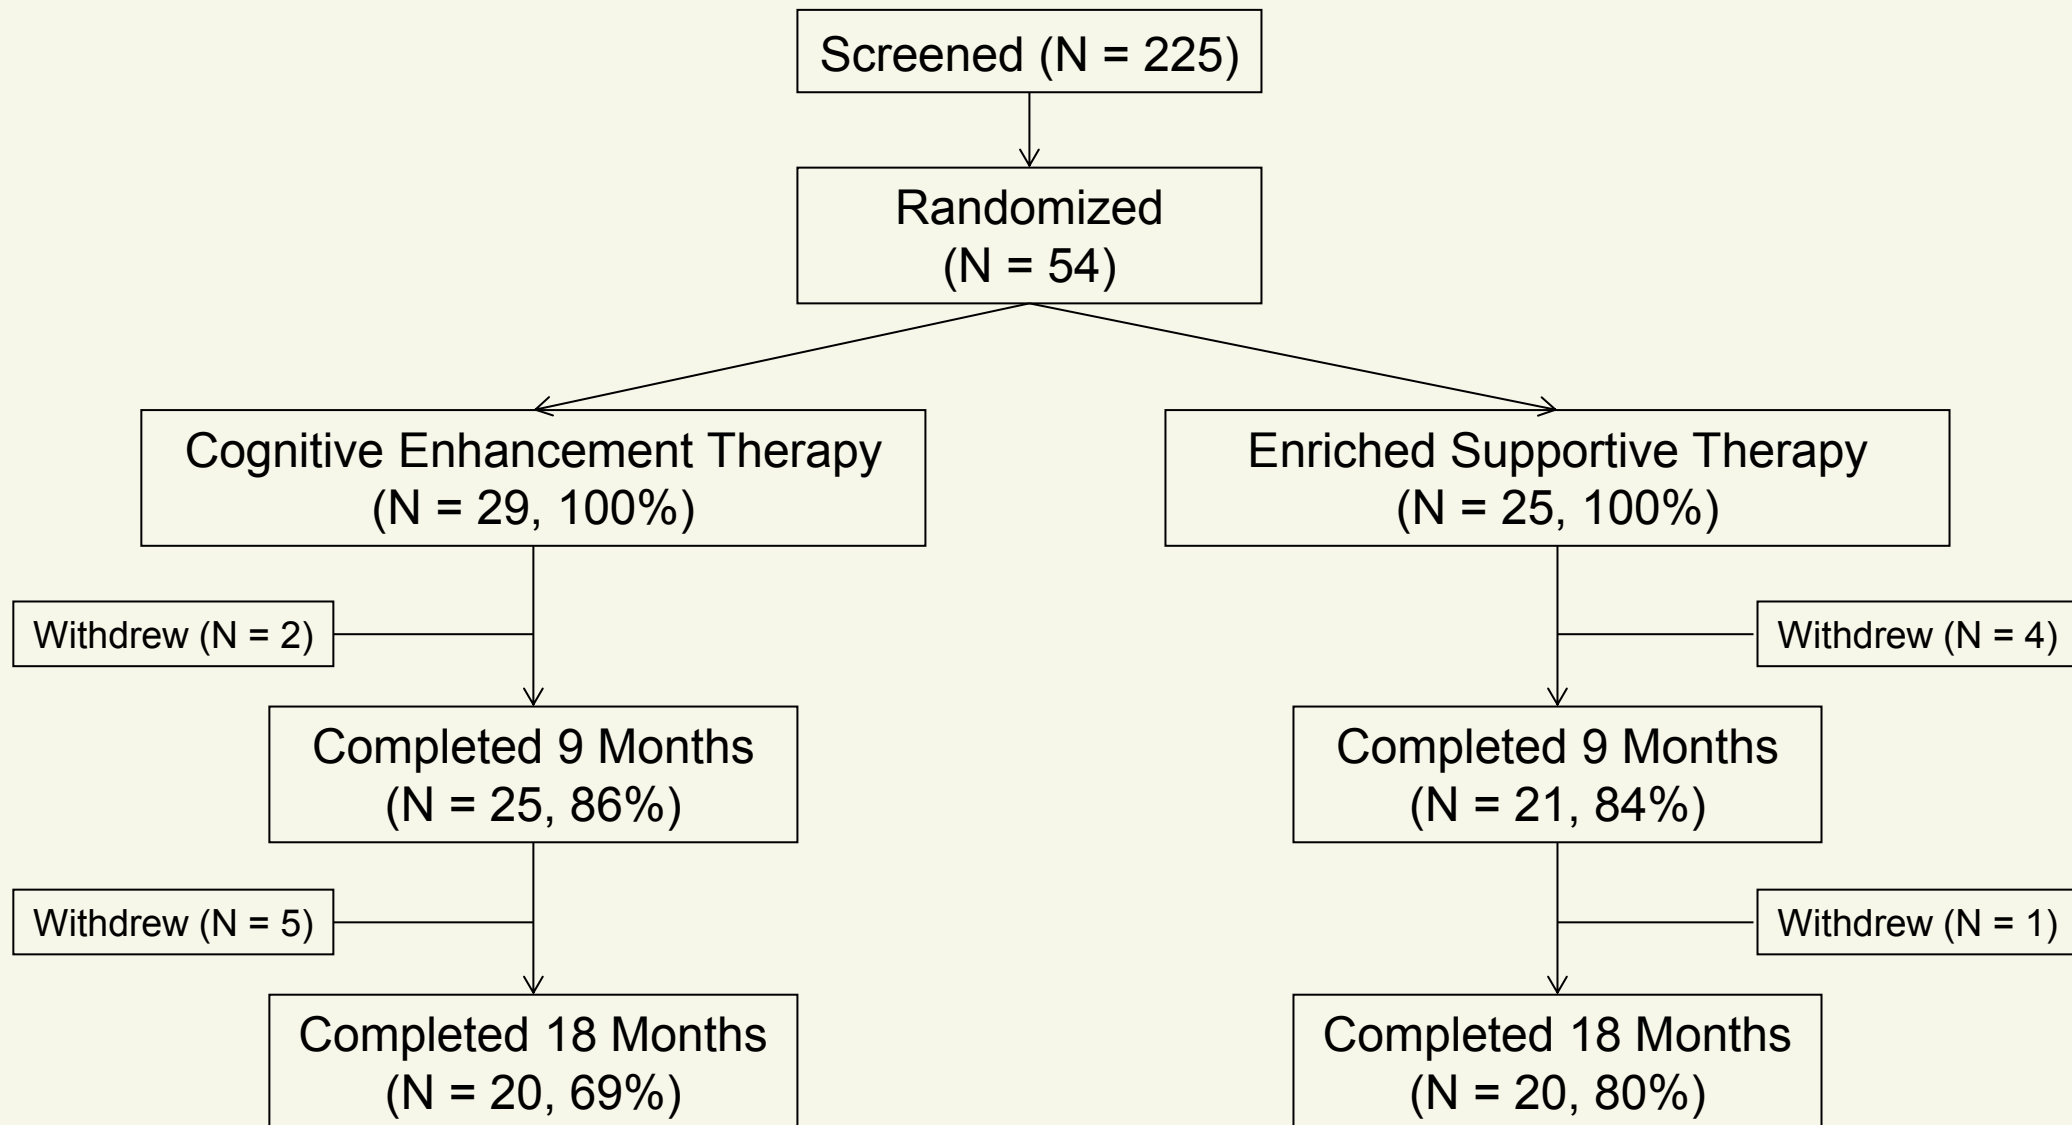 Screened (N = 225)
Randomized
(N = 54)
Cognitive Enhancement Therapy
(N = 29, 100%)
Enriched Supportive Therapy
(N = 25, 100%)
Withdrew (N = 2)
Withdrew (N = 4)
Completed 9 Months
(N = 25, 86%)
Completed 9 Months
(N = 21, 84%)
Withdrew (N = 5)
Withdrew (N = 1)
Completed 18 Months
(N = 20, 69%)
Completed 18 Months
(N = 20, 80%)